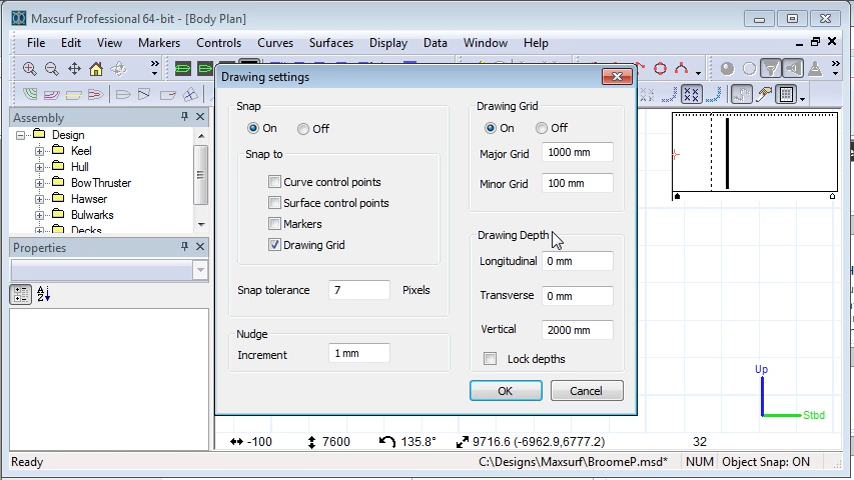 Maxsurf Professional 64-bit - [Body Plan]
File Edit View Markers Controls Curves Surfaces Display Data Window Help
Assembly
Design
Keel
Hull
BowThruster
Hawser
Bulwarks
Decks
Properties
Drawing settings
Snap
On Off
Snap to
Curve control points
Surface control points
Markers
Drawing Grid
Snap tolerance 7 Pixels
Nudge
Increment 1 mm
Drawing Grid
On Off
Major Grid 1000 mm
Minor Grid 100 mm
Drawing Depth
Longitudinal 0 mm
Transverse 0 mm
Vertical 2000 mm
Lock depths
OK Cancel
Up
Stbd
-100 7600 135.8° 9716.6 (-6962.9,6777.2) 32
Ready C:\Designs\Maxsurf\BroomeP.msd* NUM Object Snap: ON